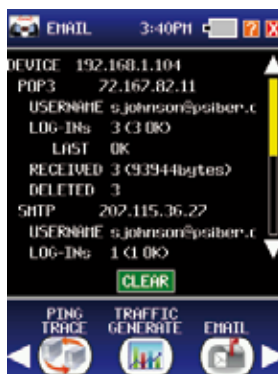 EMAIL 3:40PM ? X
DEVICE 192.168.1.104
POP3 72.167.82.11
USERNAME s.johnson@psiber.c
LOG-INs 3 (3 OK)
LAST OK
RECEIVED 3 (93944bytes)
DELETED 3
SMTP 207.115.36.27
USERNAME s.johnson@psiber.c
LOG-INs 1 (1 OK)
CLEAR
PING TRAFFIC
TRACE GENERATE EMAIL